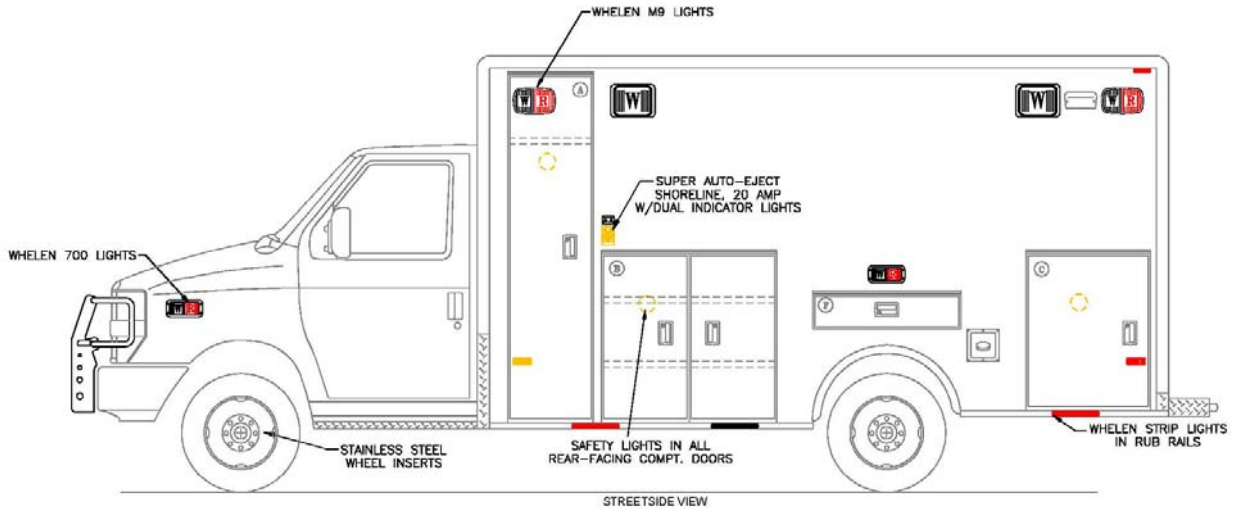 WHELEN M9 LIGHTS
W R
A
W
W
W R
SUPER AUTO-EJECT
SHORELINE, 20 AMP
W/DUAL INDICATOR LIGHTS
WHELEN 700 LIGHTS
W R
B
W R
F
C
STAINLESS STEEL
WHEEL INSERTS
SAFETY LIGHTS IN ALL
REAR-FACING COMPT. DOORS
WHELEN STRIP LIGHTS
IN RUB RAILS
STREETSIDE VIEW